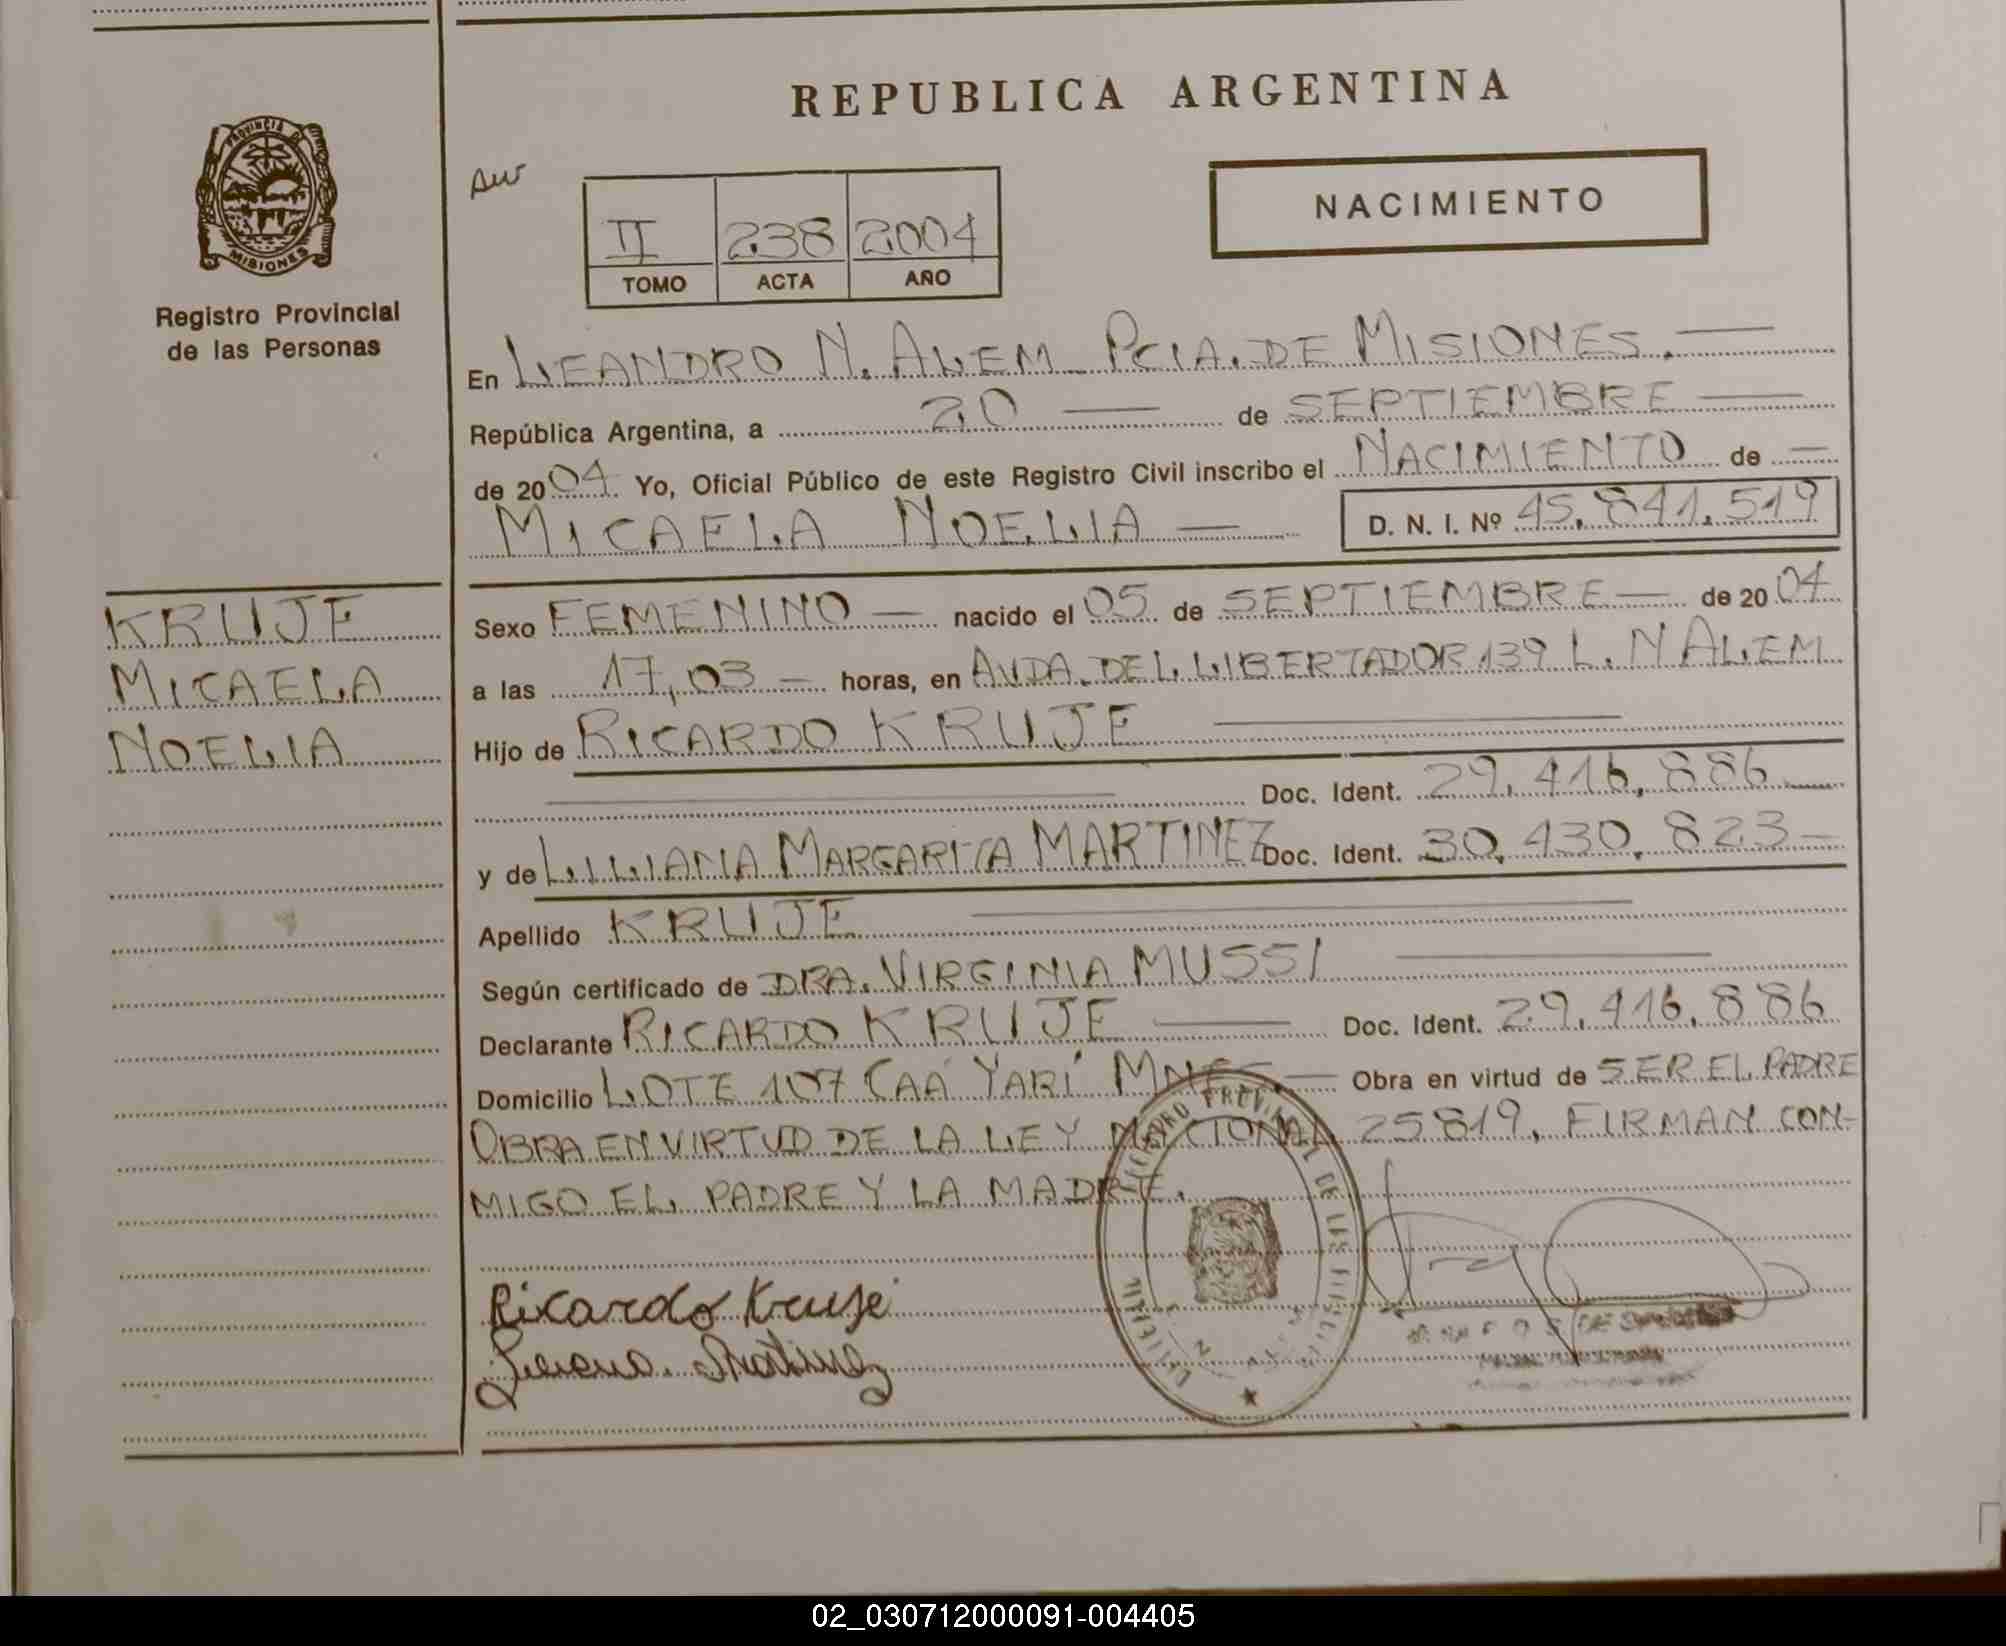 REPUBLICA ARGENTINA
PROVINCIA DE
MISIONES
Registro Provincial
de las Personas
II 238 2004
TOMO ACTA AÑO
NACIMIENTO
En LEANDRO N. ALEM PCIA. DE MISIONES.
República Argentina, a 20 de SEPTIEMBRE
de 2004. Yo, Oficial Público de este Registro Civil inscribo el NACIMIENTO de
MICAELA NOELIA D. N. I. Nº 45.841.519
KRUJE
MICAELA
NOELIA
Sexo FEMENINO nacido el 05 de SEPTIEMBRE de 2004
a las 17,03 horas, en AVDA. DEL LIBERTADOR 139 L. N ALEM
Hijo de RICARDO KRUJE
Doc. Ident. 29.416.886
y de LILIANA MARGARITA MARTINEZ Doc. Ident. 30.430.823
Apellido KRUJE
Según certificado de DRA. VIRGINIA MUSSI
Declarante RICARDO KRUJE Doc. Ident. 29.416.886
Domicilio LOTE 107 CAÁ YARÍ MNES. Obra en virtud de SER EL PADRE
OBRA EN VIRTUD DE LA LEY NACIONAL 25819, FIRMAN CON-
MIGO EL PADRE Y LA MADRE.
Ricardo Kruje
02_030712000091-004405